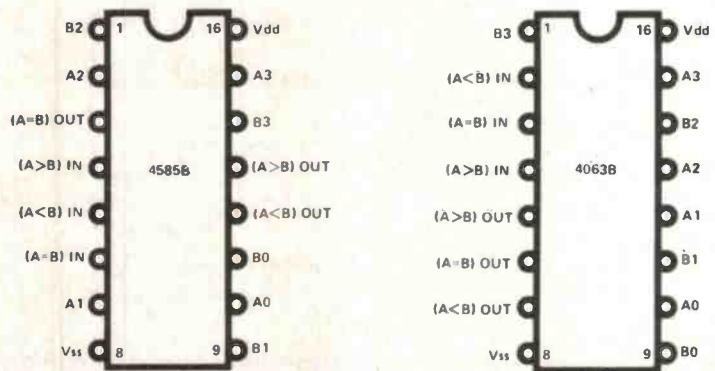 B2 1 16 Vdd
A2 A3
(A=B) OUT B3
(A>B) IN 4585B (A>B) OUT
(A<B) IN (A<B) OUT
(A=B) IN B0
A1 A0
Vss 8 9 B1
B3 1 16 Vdd
(A<B) IN A3
(A=B) IN B2
(A>B) IN 4063B A2
(A>B) OUT A1
(A=B) OUT B1
(A<B) OUT A0
Vss 8 9 B0